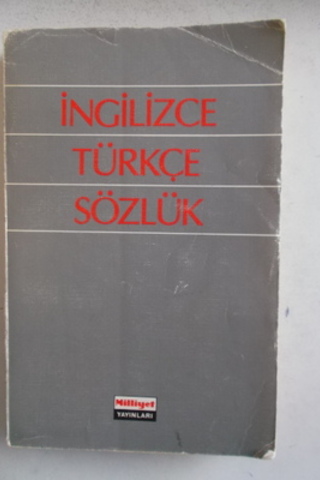 İNGİLİZCE
TÜRKÇE
SÖZLÜK
Milliyet
YAYINLARI